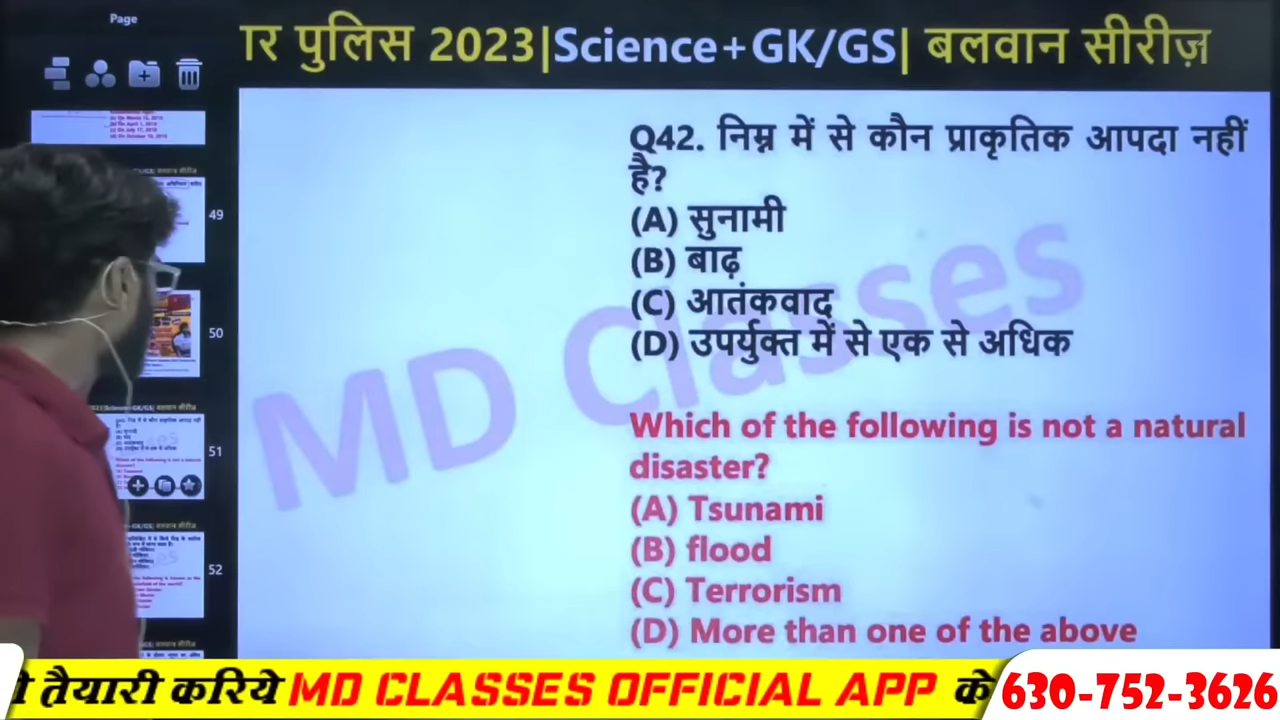 Page
ार पुलिस 2023|Science+GK/GS| बलवान सीरीज़
Q42. निम्न में से कौन प्राकृतिक आपदा नहीं
है?
(A) सुनामी
(B) बाढ़
(C) आतंकवाद
(D) उपर्युक्त में से एक से अधिक
Which of the following is not a natural
disaster?
(A) Tsunami
(B) flood
(C) Terrorism
(D) More than one of the above
MD Classes
49
50
51
52
तैयारी करिये MD CLASSES OFFICIAL APP के
630-752-3626